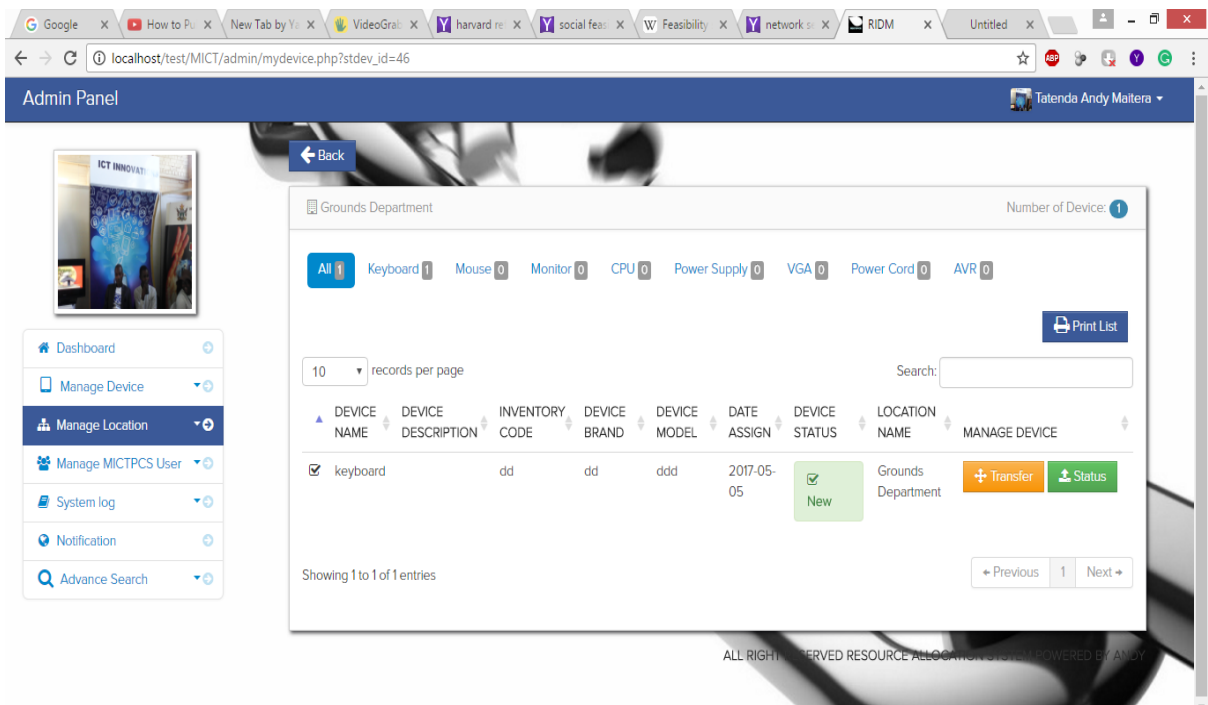 Google
How to Pu
New Tab by Ya
VideoGrab
harvard re
social feas
Feasibility
network se
RIDM
Untitled
localhost/test/MICT/admin/mydevice.php?stdev_id=46
Admin Panel
Tatenda Andy Maitera
ICT INNOVATI
Back
Grounds Department
Number of Device: 1
All 1 Keyboard 1 Mouse 0 Monitor 0 CPU 0 Power Supply 0 VGA 0 Power Cord 0 AVR 0
Print List
Dashboard
Manage Device
Manage Location
Manage MICTPCS User
System log
Notification
Advance Search
10 records per page
Search:
DEVICE NAME
DEVICE DESCRIPTION
INVENTORY CODE
DEVICE BRAND
DEVICE MODEL
DATE ASSIGN
DEVICE STATUS
LOCATION NAME
MANAGE DEVICE
keyboard
dd
dd
ddd
2017-05-05
New
Grounds Department
Transfer
Status
Showing 1 to 1 of 1 entries
Previous 1 Next
ALL RIGHT RESERVED RESOURCE ALLOCATION SYSTEM POWERED BY ANDY